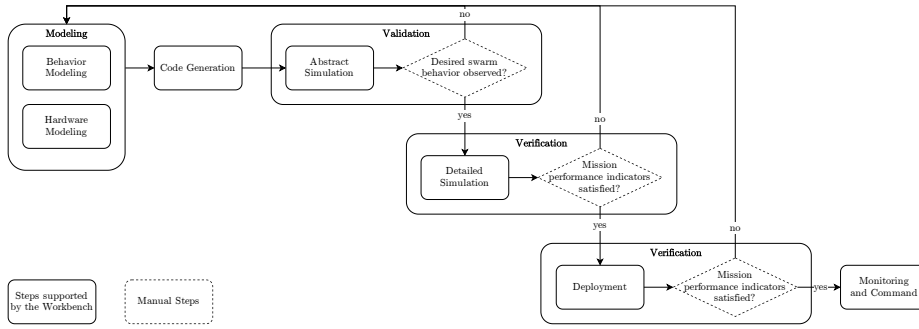 no
Modeling
Validation
Behavior
Modeling
Code Generation
Abstract
Simulation
Desired swarm
behavior observed?
Hardware
Modeling
yes
no
Verification
Detailed
Simulation
Mission
performance indicators
satisfied?
yes
no
Verification
Deployment
Mission
performance indicators
satisfied?
yes
Monitoring
and Command
Steps supported
by the Workbench
Manual Steps